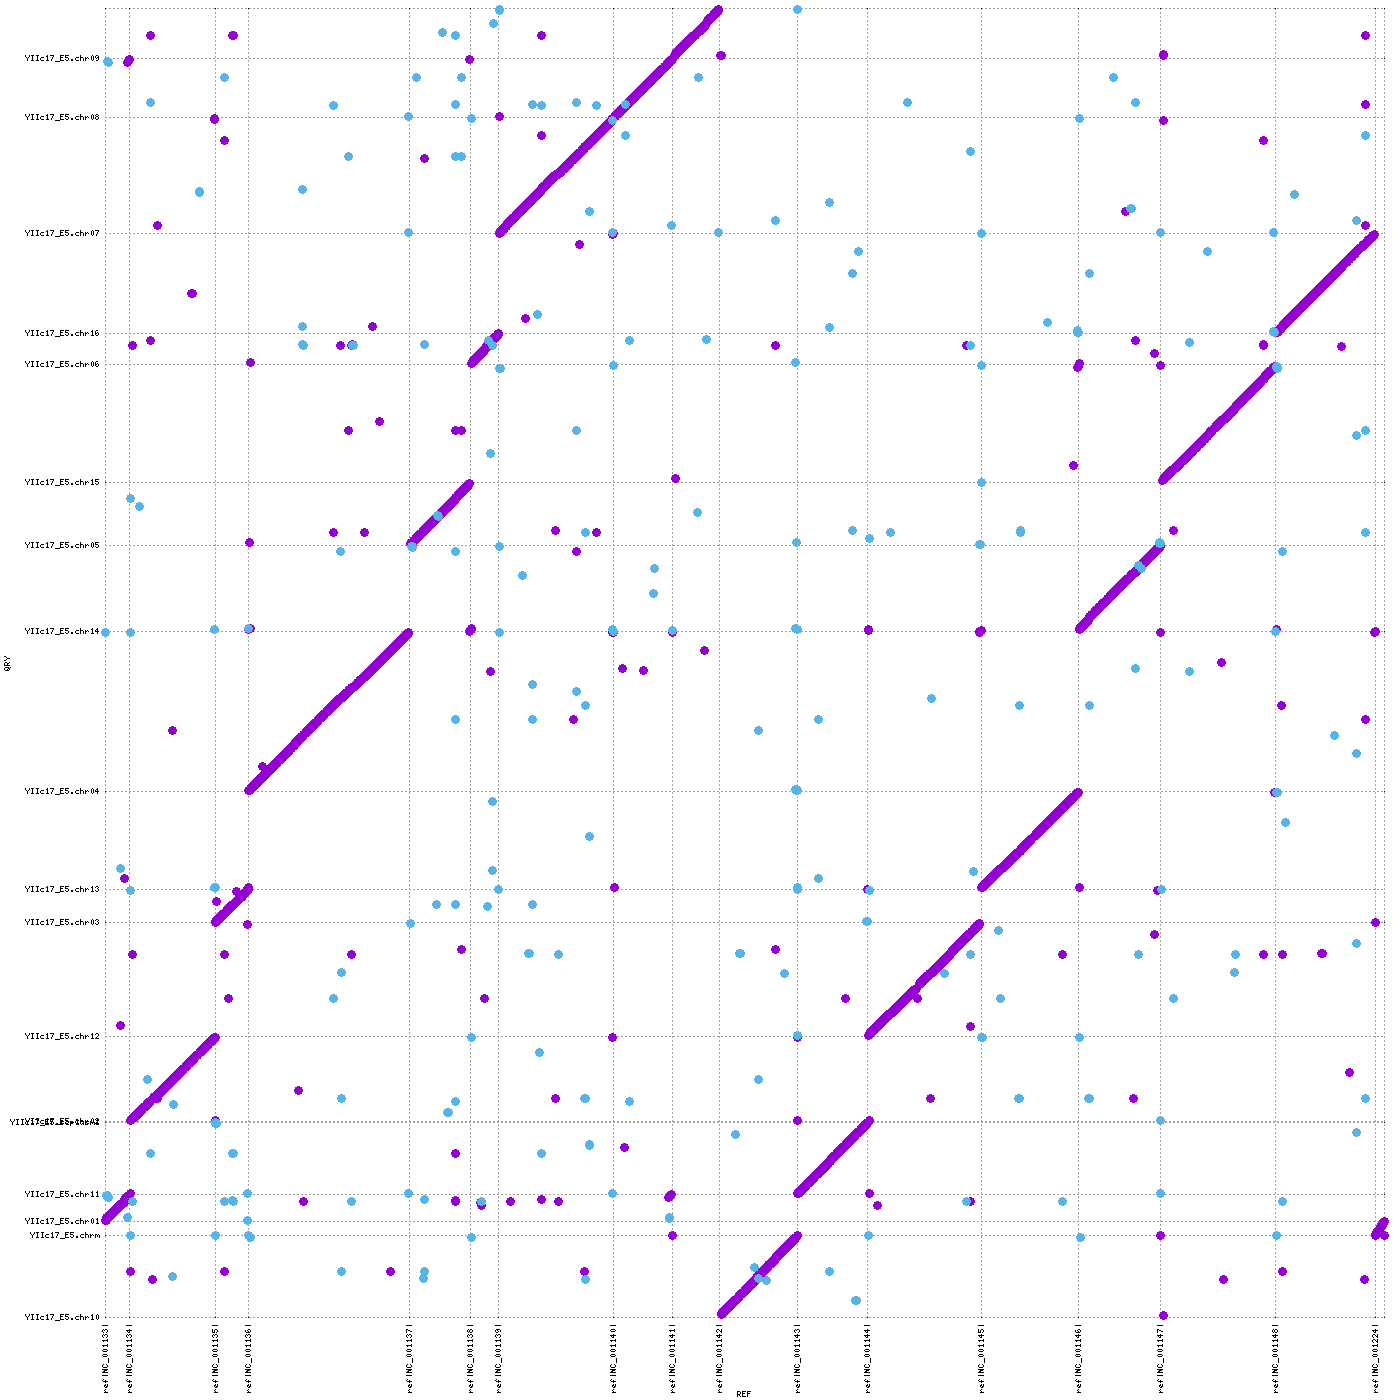 YIIc17_E5.chr09
YIIc17_E5.chr08
YIIc17_E5.chr07
YIIc17_E5.chr16
YIIc17_E5.chr06
YIIc17_E5.chr15
YIIc17_E5.chr05
YIIc17_E5.chr14
QRY
YIIc17_E5.chr04
YIIc17_E5.chr13
YIIc17_E5.chr03
YIIc17_E5.chr12
YIIc17_E5.chr11
YIIc17_E5.chr01
YIIc17_E5.chrm
YIIc17_E5.chr10
ref|NC_001133|
ref|NC_001134|
ref|NC_001135|
ref|NC_001136|
ref|NC_001137|
ref|NC_001138|
ref|NC_001139|
ref|NC_001140|
ref|NC_001141|
ref|NC_001142|
ref|NC_001143|
ref|NC_001144|
ref|NC_001145|
ref|NC_001146|
ref|NC_001147|
ref|NC_001148|
ref|NC_001224|
REF